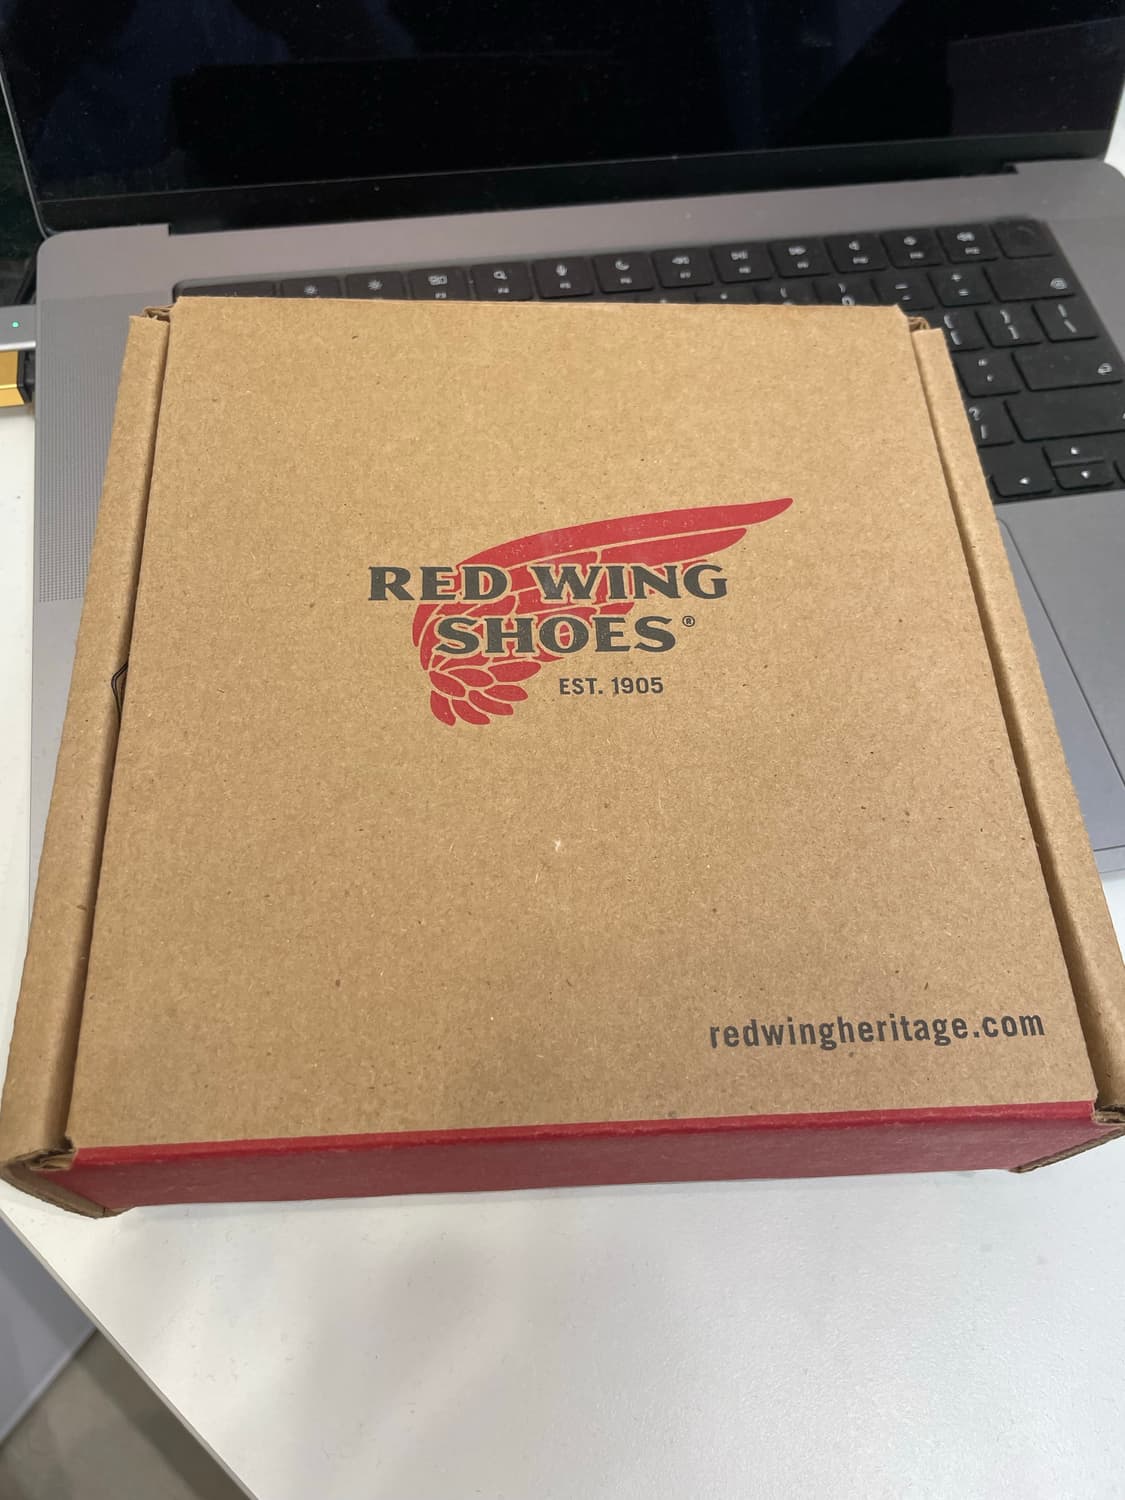 RED WING
SHOES®
EST. 1905
redwingheritage.com